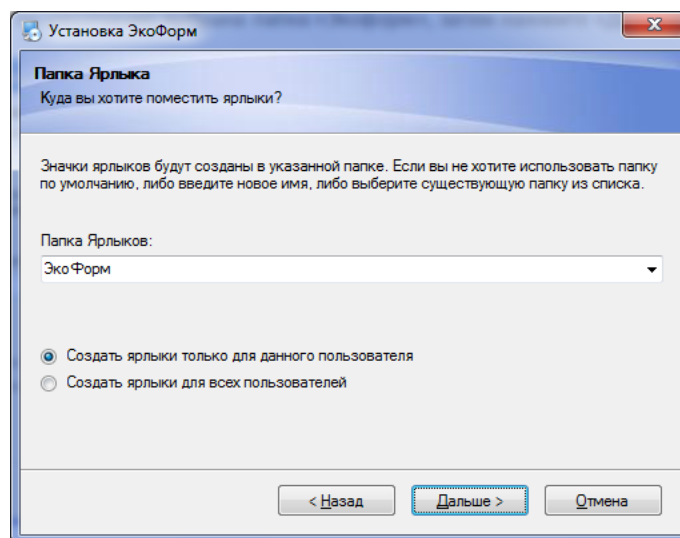 Установка ЭкоФорм
Папка Ярлыка
Куда вы хотите поместить ярлыки?
Значки ярлыков будут созданы в указанной папке. Если вы не хотите использовать папку
по умолчанию, либо введите новое имя, либо выберите существующую папку из списка.
Папка Ярлыков:
ЭкоФорм
Создать ярлыки только для данного пользователя
Создать ярлыки для всех пользователей
< Назад
Дальше >
Отмена